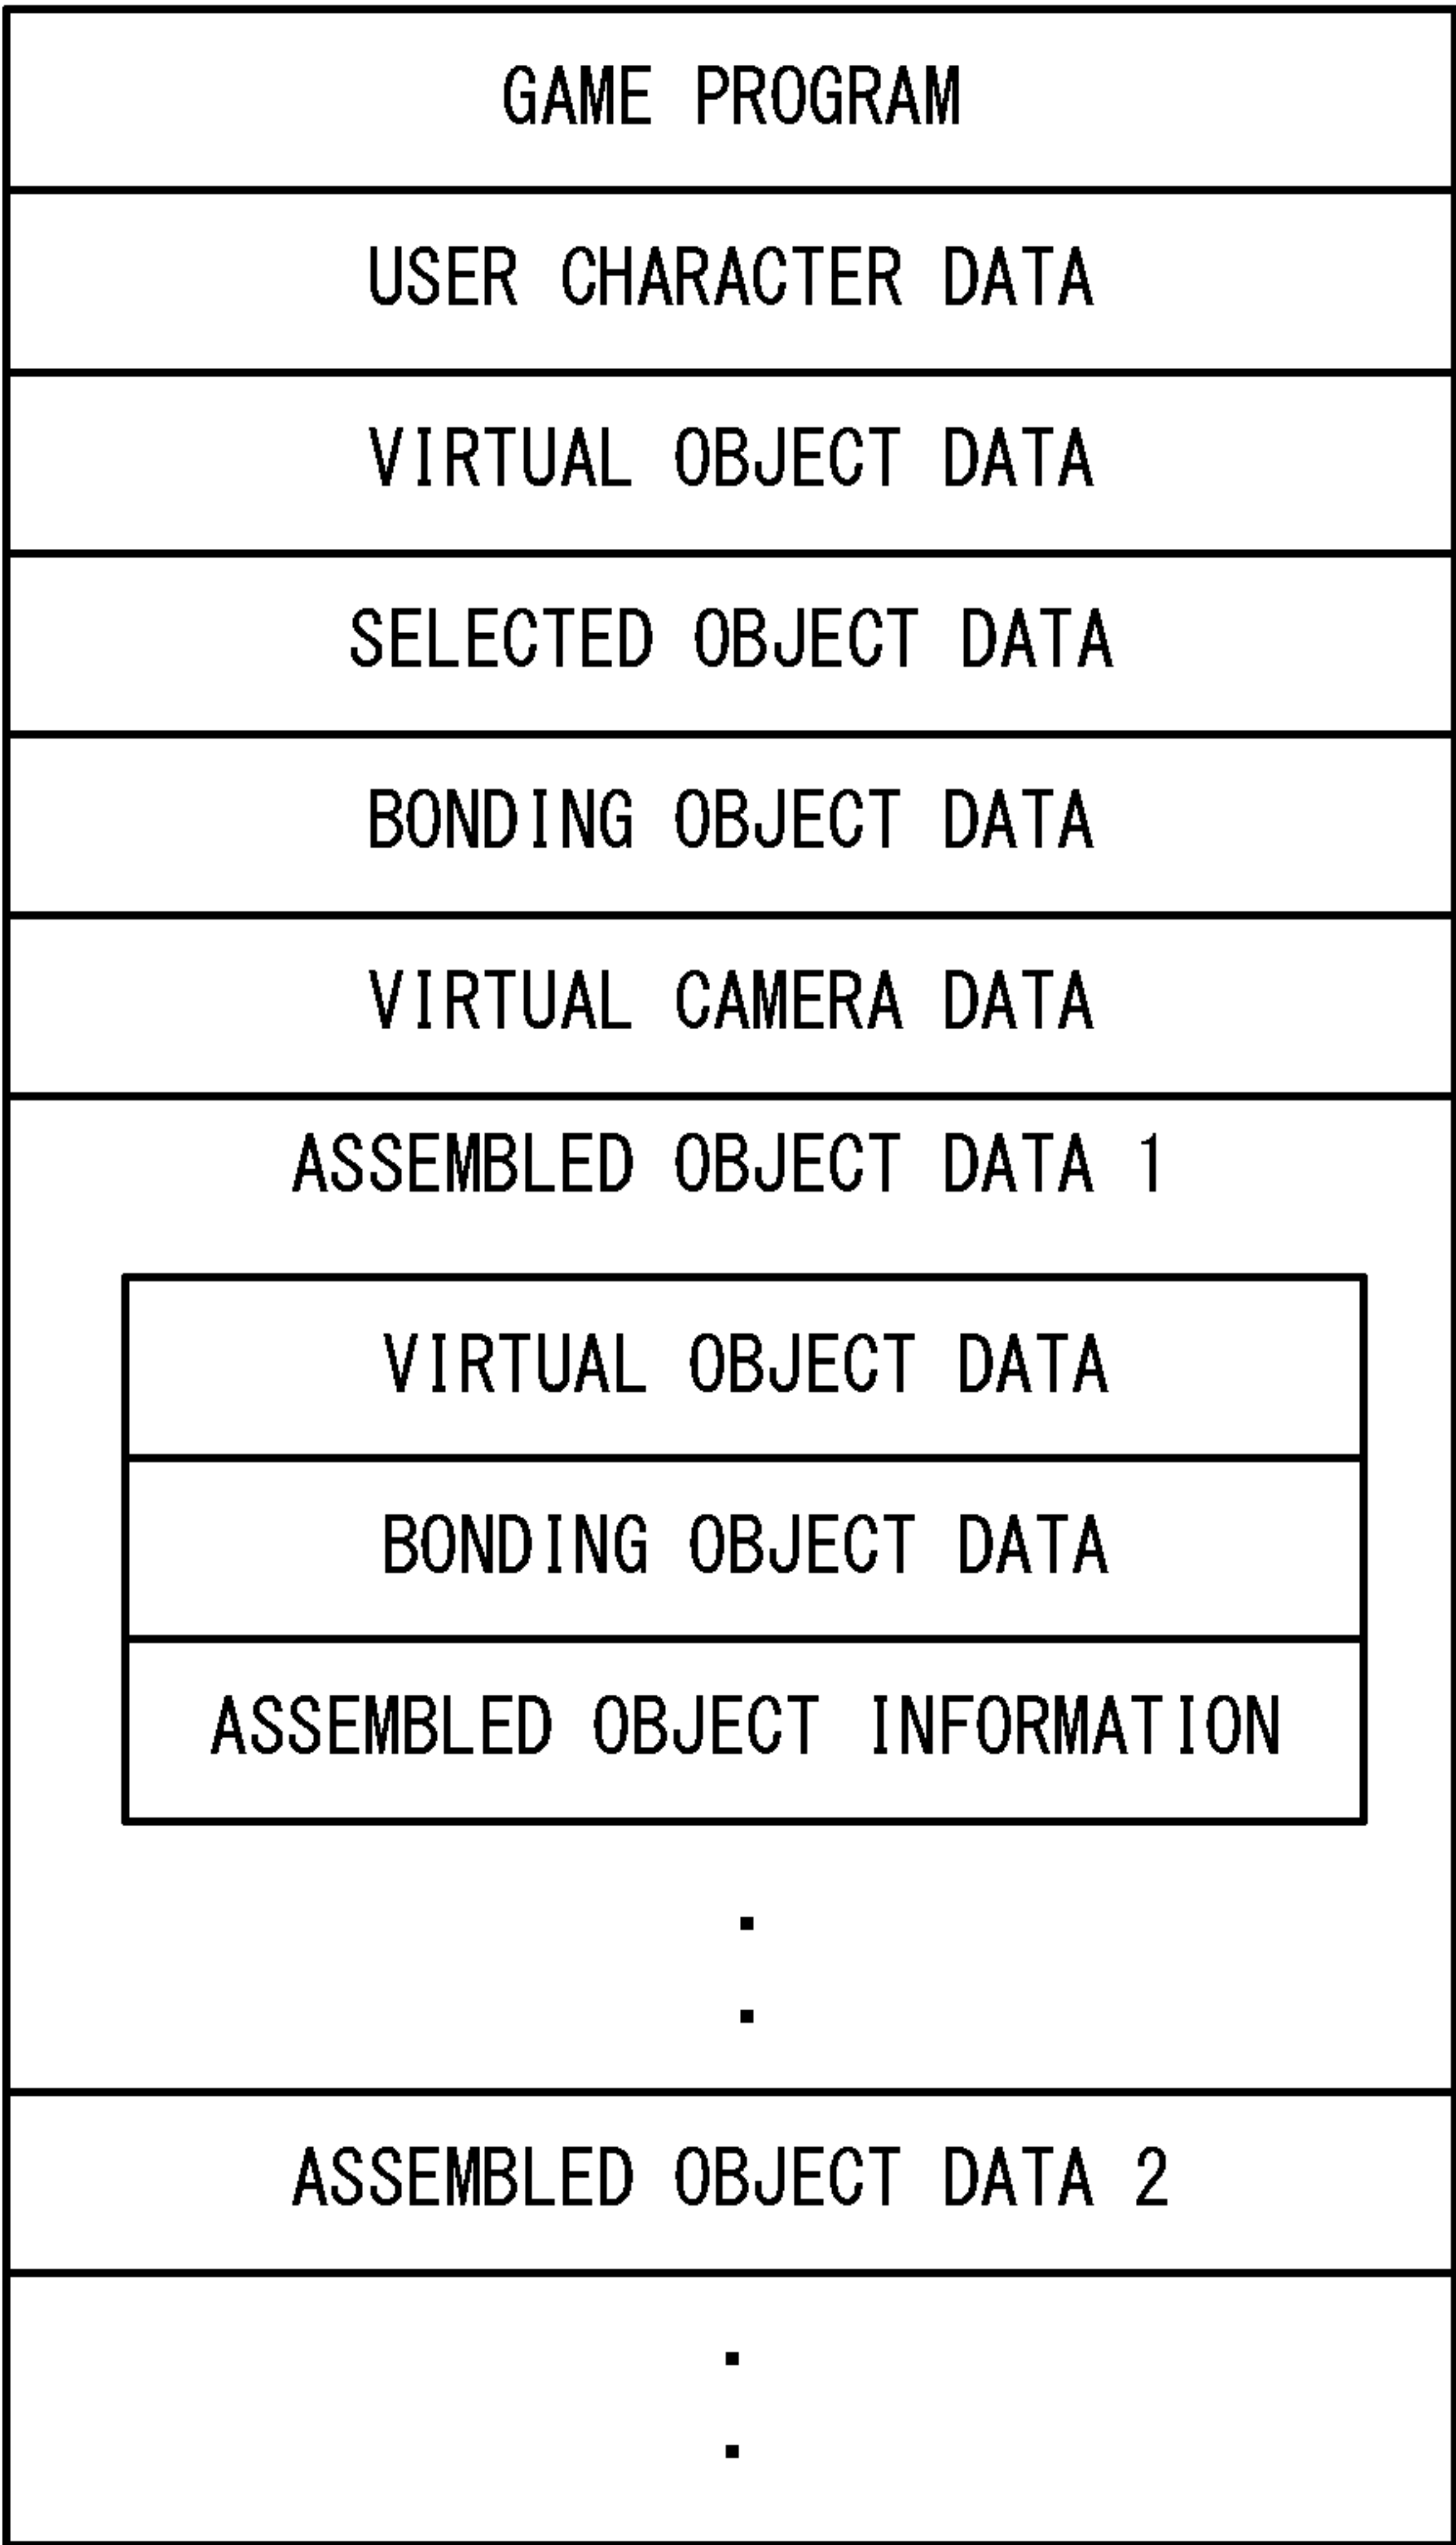 GAME PROGRAM
USER CHARACTER DATA
VIRTUAL OBJECT DATA
SELECTED OBJECT DATA
BONDING OBJECT DATA
VIRTUAL CAMERA DATA
ASSEMBLED OBJECT DATA 1
VIRTUAL OBJECT DATA
BONDING OBJECT DATA
ASSEMBLED OBJECT INFORMATION
ASSEMBLED OBJECT DATA 2